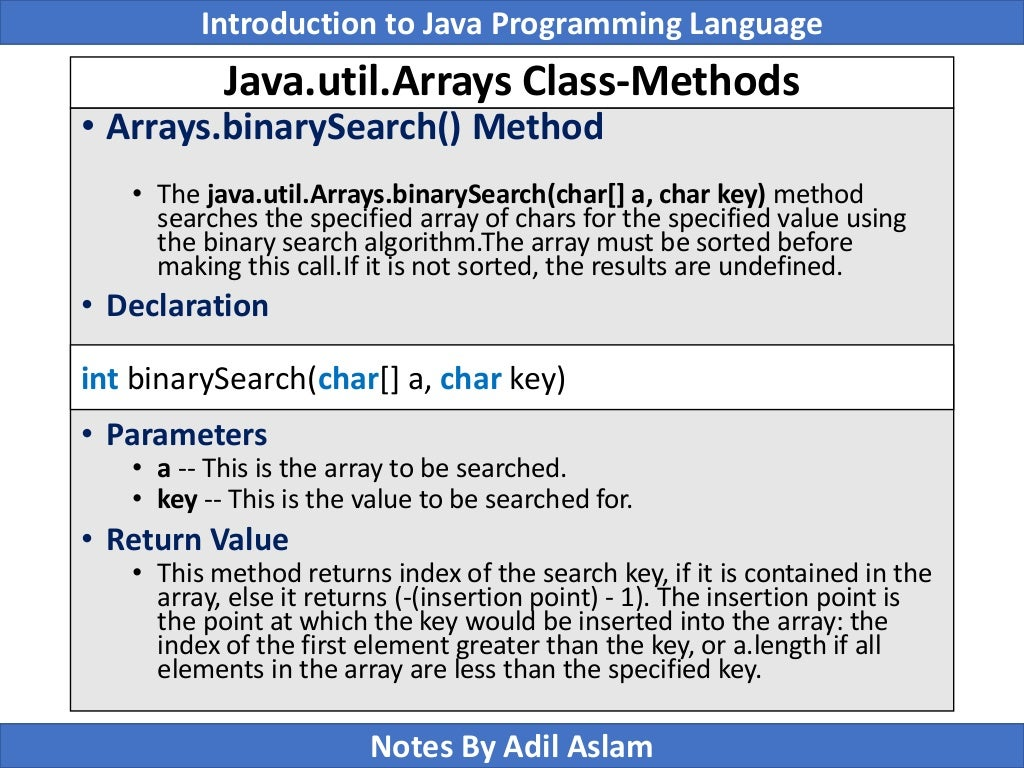 Introduction to Java Programming Language
Java.util.Arrays Class-Methods
• Arrays.binarySearch() Method
• The java.util.Arrays.binarySearch(char[] a, char key) method
searches the specified array of chars for the specified value using
the binary search algorithm.The array must be sorted before
making this call.If it is not sorted, the results are undefined.
• Declaration
int binarySearch(char[] a, char key)
• Parameters
• a -- This is the array to be searched.
• key -- This is the value to be searched for.
• Return Value
• This method returns index of the search key, if it is contained in the
array, else it returns (-(insertion point) - 1). The insertion point is
the point at which the key would be inserted into the array: the
index of the first element greater than the key, or a.length if all
elements in the array are less than the specified key.
Notes By Adil Aslam